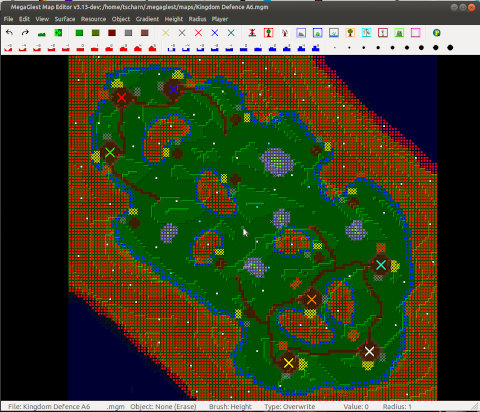 MegaGlest Map Editor v3.13-dev; /home/tscharn/.megaglest/maps/Kingdom Defence A6.mgm
File Edit View Surface Resource Object Gradient Height Radius Player
File: Kingdom Defence A6 .mgm Object: None (Erase) Brush: Height Type: Overwrite Value: 0 Radius: 1